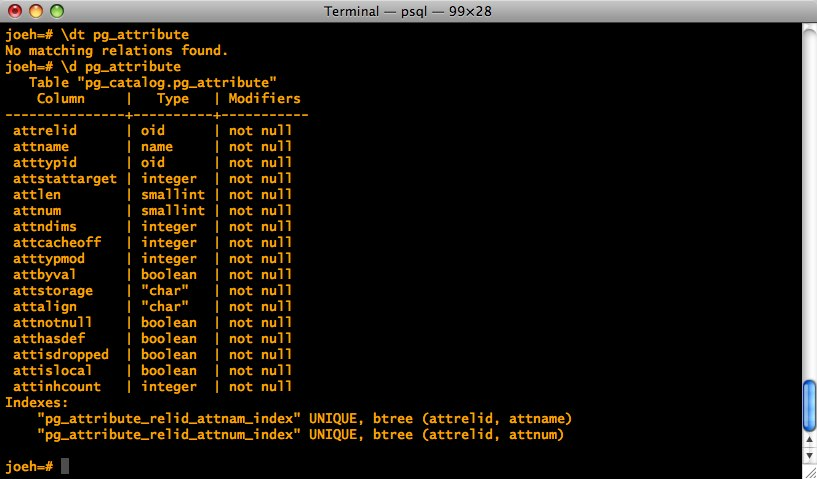 Terminal — psql — 99×28
joeh=# \dt pg_attribute
No matching relations found.
joeh=# \d pg_attribute
   Table "pg_catalog.pg_attribute"
    Column     |   Type   | Modifiers
---------------+----------+-----------
 attrelid      | oid      | not null
 attname       | name     | not null
 atttypid      | oid      | not null
 attstattarget | integer  | not null
 attlen        | smallint | not null
 attnum        | smallint | not null
 attndims      | integer  | not null
 attcacheoff   | integer  | not null
 atttypmod     | integer  | not null
 attbyval      | boolean  | not null
 attstorage    | "char"   | not null
 attalign      | "char"   | not null
 attnotnull    | boolean  | not null
 atthasdef     | boolean  | not null
 attisdropped  | boolean  | not null
 attislocal    | boolean  | not null
 attinhcount   | integer  | not null
Indexes:
    "pg_attribute_relid_attnam_index" UNIQUE, btree (attrelid, attname)
    "pg_attribute_relid_attnum_index" UNIQUE, btree (attrelid, attnum)
joeh=#